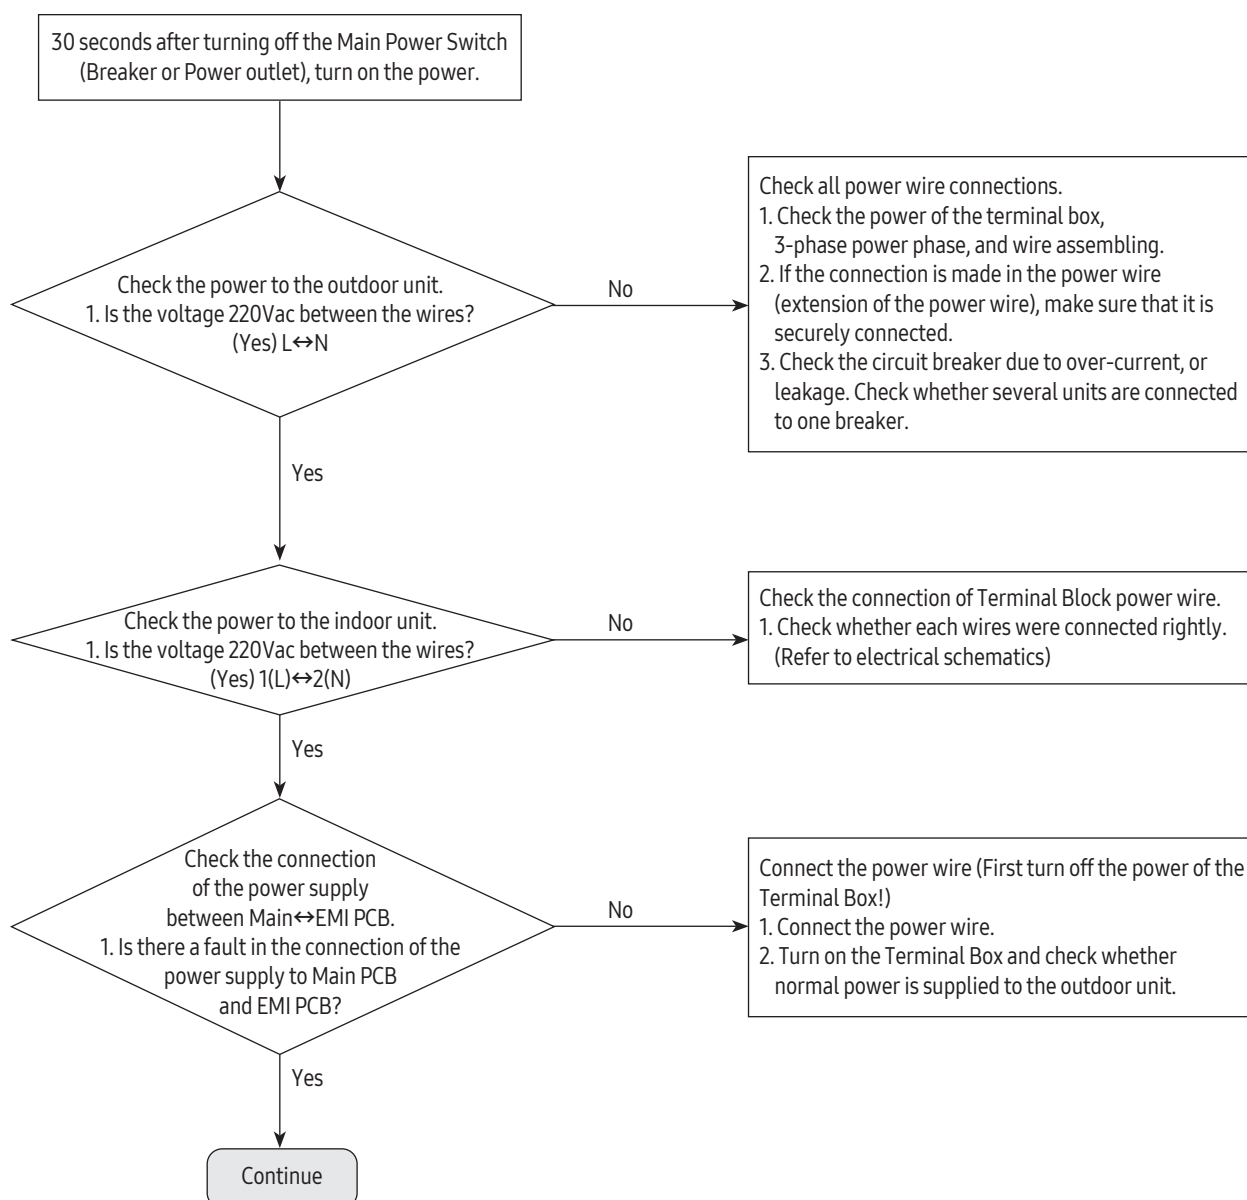 30 seconds after turning off the Main Power Switch
(Breaker or Power outlet), turn on the power.
Check the power to the outdoor unit.
1. Is the voltage 220Vac between the wires?
(Yes) L↔N
No
Check all power wire connections.
1. Check the power of the terminal box,
3-phase power phase, and wire assembling.
2. If the connection is made in the power wire
(extension of the power wire), make sure that it is
securely connected.
3. Check the circuit breaker due to over-current, or
leakage. Check whether several units are connected
to one breaker.
Yes
Check the power to the indoor unit.
1. Is the voltage 220Vac between the wires?
(Yes) 1(L)↔2(N)
No
Check the connection of Terminal Block power wire.
1. Check whether each wires were connected rightly.
(Refer to electrical schematics)
Yes
Check the connection
of the power supply
between Main↔EMI PCB.
1. Is there a fault in the connection of the
power supply to Main PCB
and EMI PCB?
No
Connect the power wire (First turn off the power of the
Terminal Box!)
1. Connect the power wire.
2. Turn on the Terminal Box and check whether
normal power is supplied to the outdoor unit.
Yes
Continue